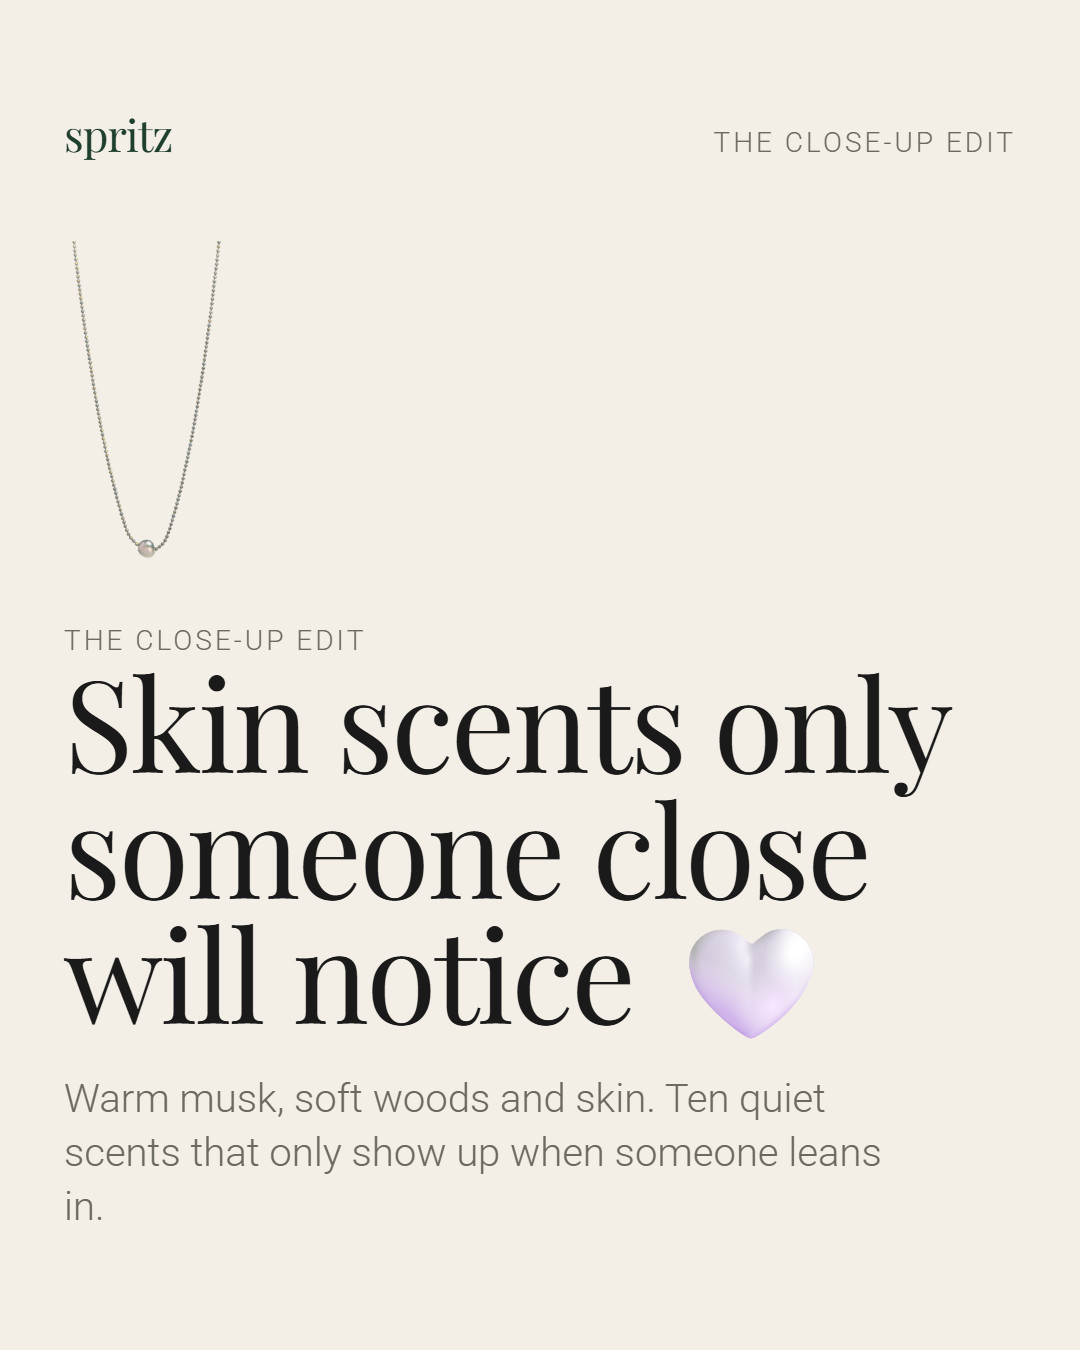 spritz
THE CLOSE-UP EDIT
THE CLOSE-UP EDIT
Skin scents only
someone close
will notice
Warm musk, soft woods and skin. Ten quiet
scents that only show up when someone leans
in.